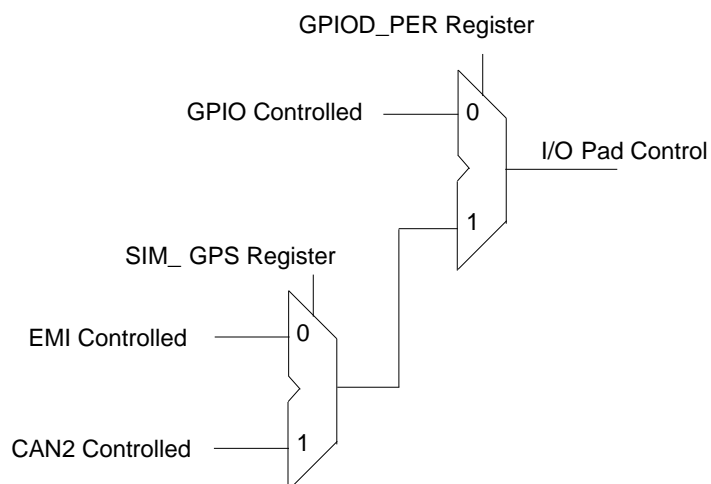 GPIOD_PER Register
GPIO Controlled
0
I/O Pad Control
1
SIM_ GPS Register
EMI Controlled
0
CAN2 Controlled
1